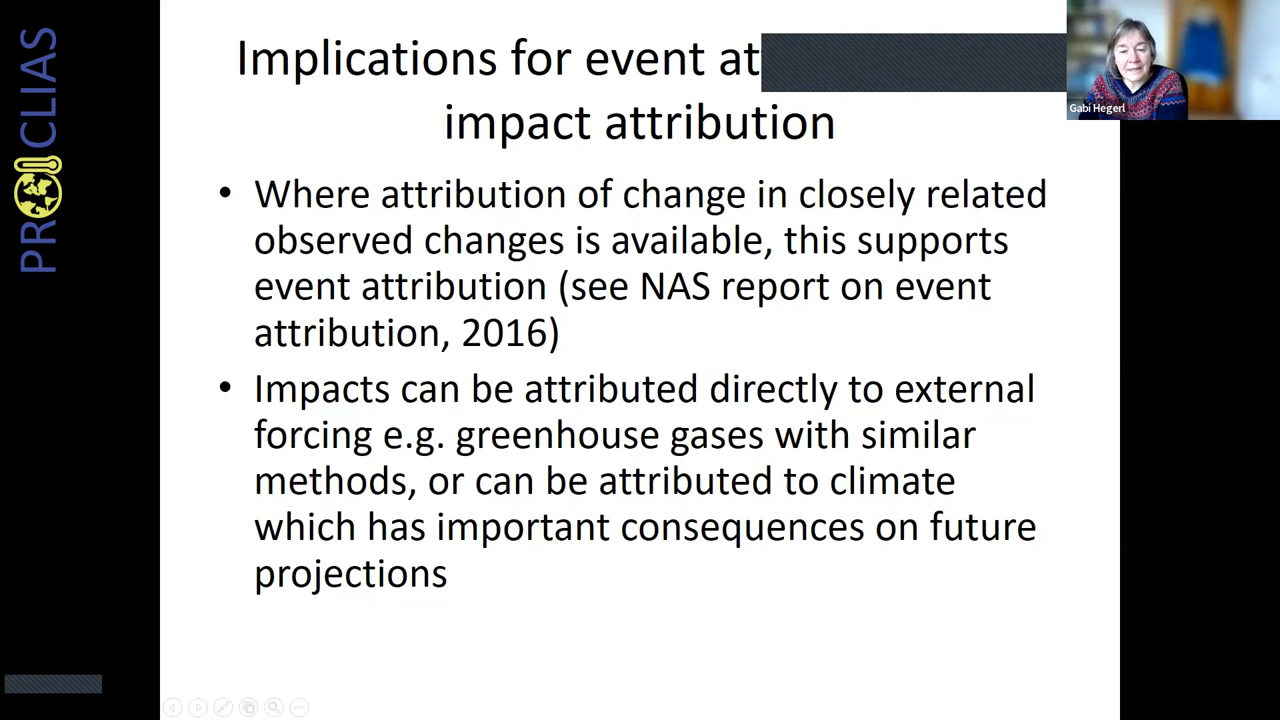 PROCLIAS
Implications for event at
impact attribution
Gabi Hegerl
• Where attribution of change in closely related
observed changes is available, this supports
event attribution (see NAS report on event
attribution, 2016)
• Impacts can be attributed directly to external
forcing e.g. greenhouse gases with similar
methods, or can be attributed to climate
which has important consequences on future
projections